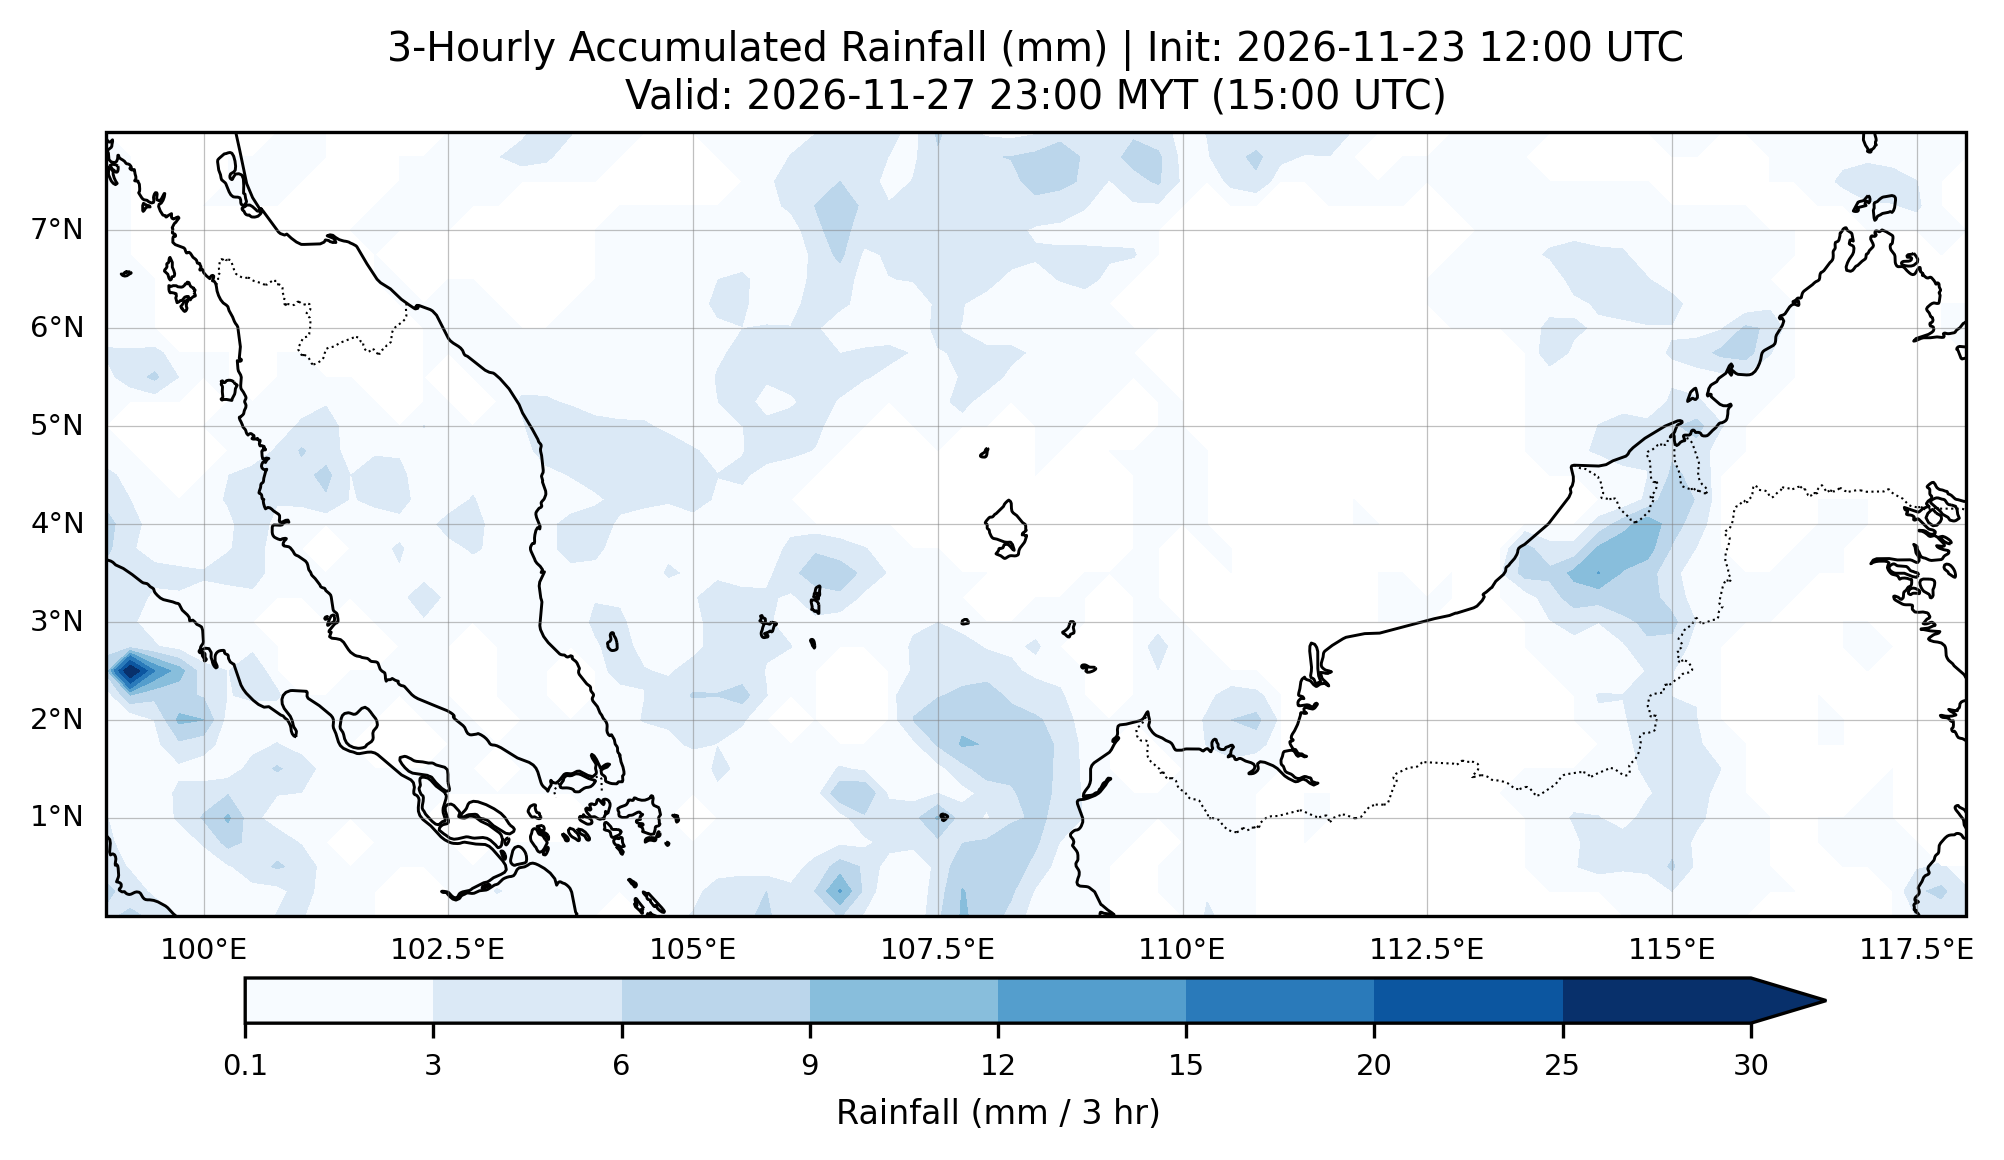 3-Hourly Accumulated Rainfall (mm) | Init: 2026-11-23 12:00 UTC
Valid: 2026-11-27 23:00 MYT (15:00 UTC)
7°N
6°N
5°N
4°N
3°N
2°N
1°N
100°E 102.5°E 105°E 107.5°E 110°E 112.5°E 115°E 117.5°E
0.1 3 6 9 12 15 20 25 30
Rainfall (mm / 3 hr)